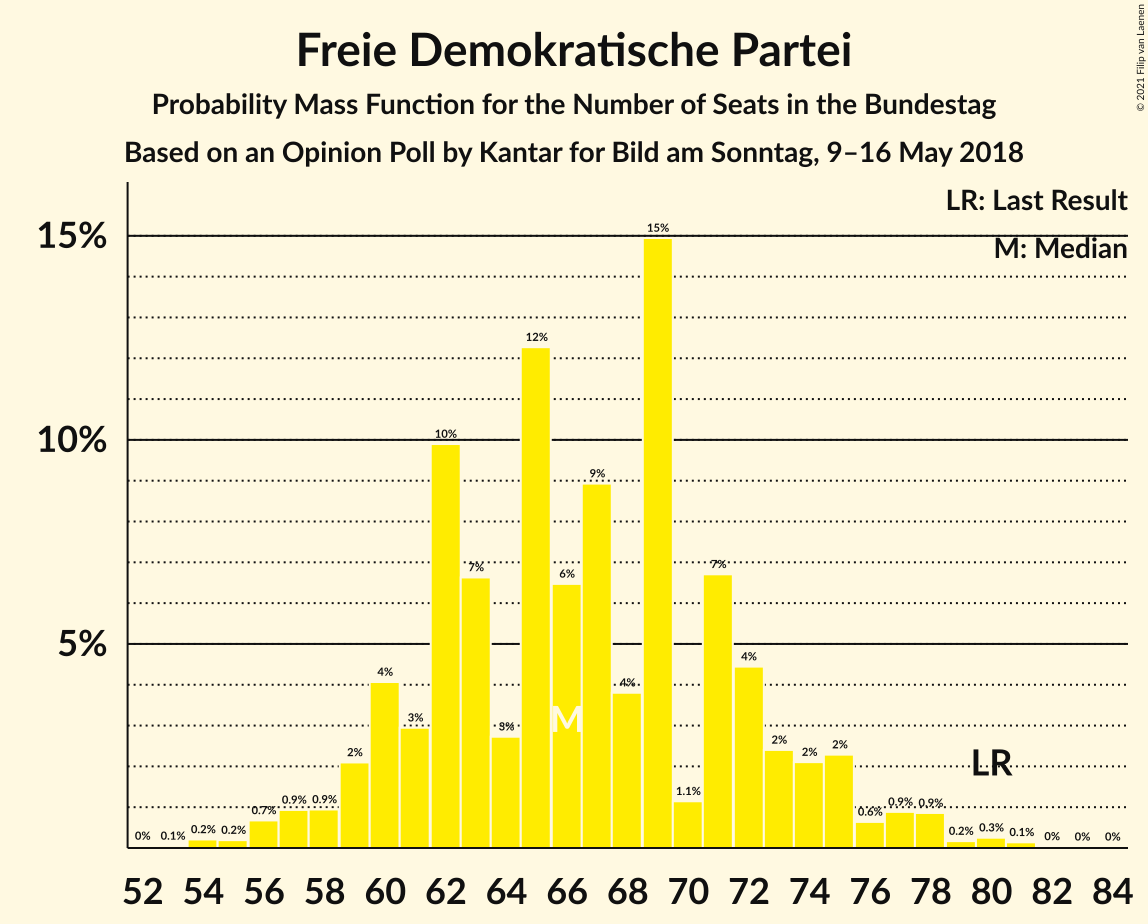 Freie Demokratische Partei
Probability Mass Function for the Number of Seats in the Bundestag
Based on an Opinion Poll by Kantar for Bild am Sonntag, 9–16 May 2018
© 2021 Filip van Laenen
LR: Last Result
M: Median
15%
10%
5%
0% 0.1% 0.2% 0.2% 0.7% 0.9% 0.9% 2% 4% 3% 10% 7% 3% 12% 6% 9% 4% 15% 1.1% 7% 4% 2% 2% 2% 0.6% 0.9% 0.9% 0.2% 0.3% 0.1% 0% 0% 0%
M
LR
52 54 56 58 60 62 64 66 68 70 72 74 76 78 80 82 84